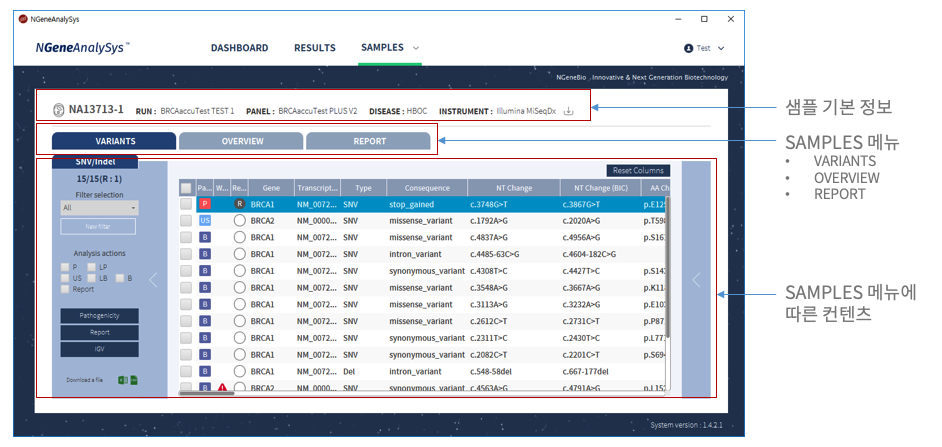 NGeneAnalySys
NGeneAnalySys™ DASHBOARD RESULTS SAMPLES Test
NGeneBio , Innovative & Next Generation Biotechnology
NA13713-1 RUN : BRCAaccuTest TEST 1 PANEL : BRCAaccuTest PLUS V2 DISEASE : HBOC INSTRUMENT : Illumina MiSeqDx
샘플 기본 정보
VARIANTS OVERVIEW REPORT
SAMPLES 메뉴
• VARIANTS
• OVERVIEW
• REPORT
SNV/Indel
15/15(R : 1)
Filter selection
All
New filter
Analysis actions
P LP
US LB B
Report
Pathogenicity
Report
IGV
Download a file
Reset Columns
Pa... W... Re... Gene Transcript... Type Consequence NT Change NT Change (BIC) AA Ch
P R BRCA1 NM_0072... SNV stop_gained c.3748G>T c.3867G>T p.E125
US BRCA2 NM_0000... SNV missense_variant c.1792A>G c.2020A>G p.T598
B BRCA1 NM_0072... SNV missense_variant c.4837A>G c.4956A>G p.S161
B BRCA1 NM_0072... SNV intron_variant c.4485-63C>G c.4604-182C>G
B BRCA1 NM_0072... SNV synonymous_variant c.4308T>C c.4427T>C p.S143
B BRCA1 NM_0072... SNV missense_variant c.3548A>G c.3667A>G p.K118
B BRCA1 NM_0072... SNV missense_variant c.3113A>G c.3232A>G p.E103
B BRCA1 NM_0072... SNV missense_variant c.2612C>T c.2731C>T p.P87
B BRCA1 NM_0072... SNV synonymous_variant c.2311T>C c.2430T>C p.L77
B BRCA1 NM_0072... SNV synonymous_variant c.2082C>T c.2201C>T p.S694
B BRCA1 NM_0072... Del intron_variant c.548-58del c.667-177del
B BRCA2 NM_0000... SNV synonymous_variant c.4563A>G c.4791A>G p.L152
SAMPLES 메뉴에
따른 컨텐츠
System version : 1.4.2.1